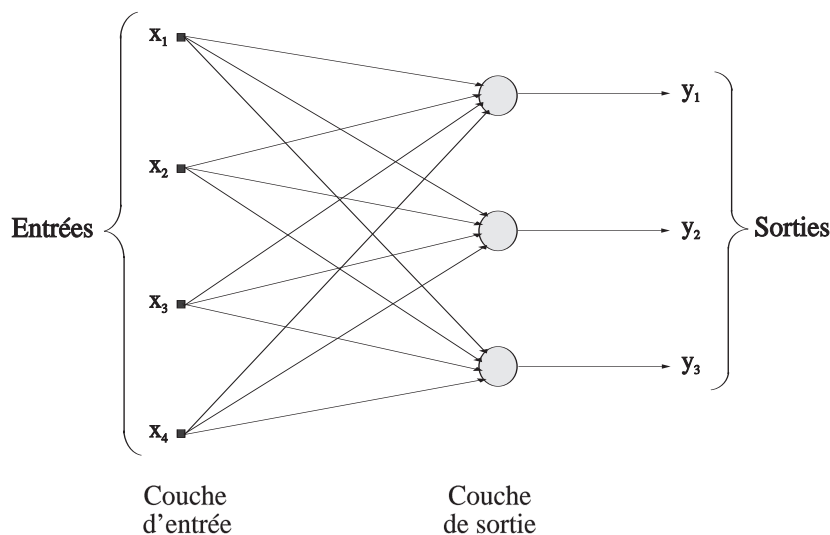 x₁
y₁
x₂
Entrées
y₂
Sorties
x₃
y₃
x₄
Couche
d'entrée
Couche
de sortie